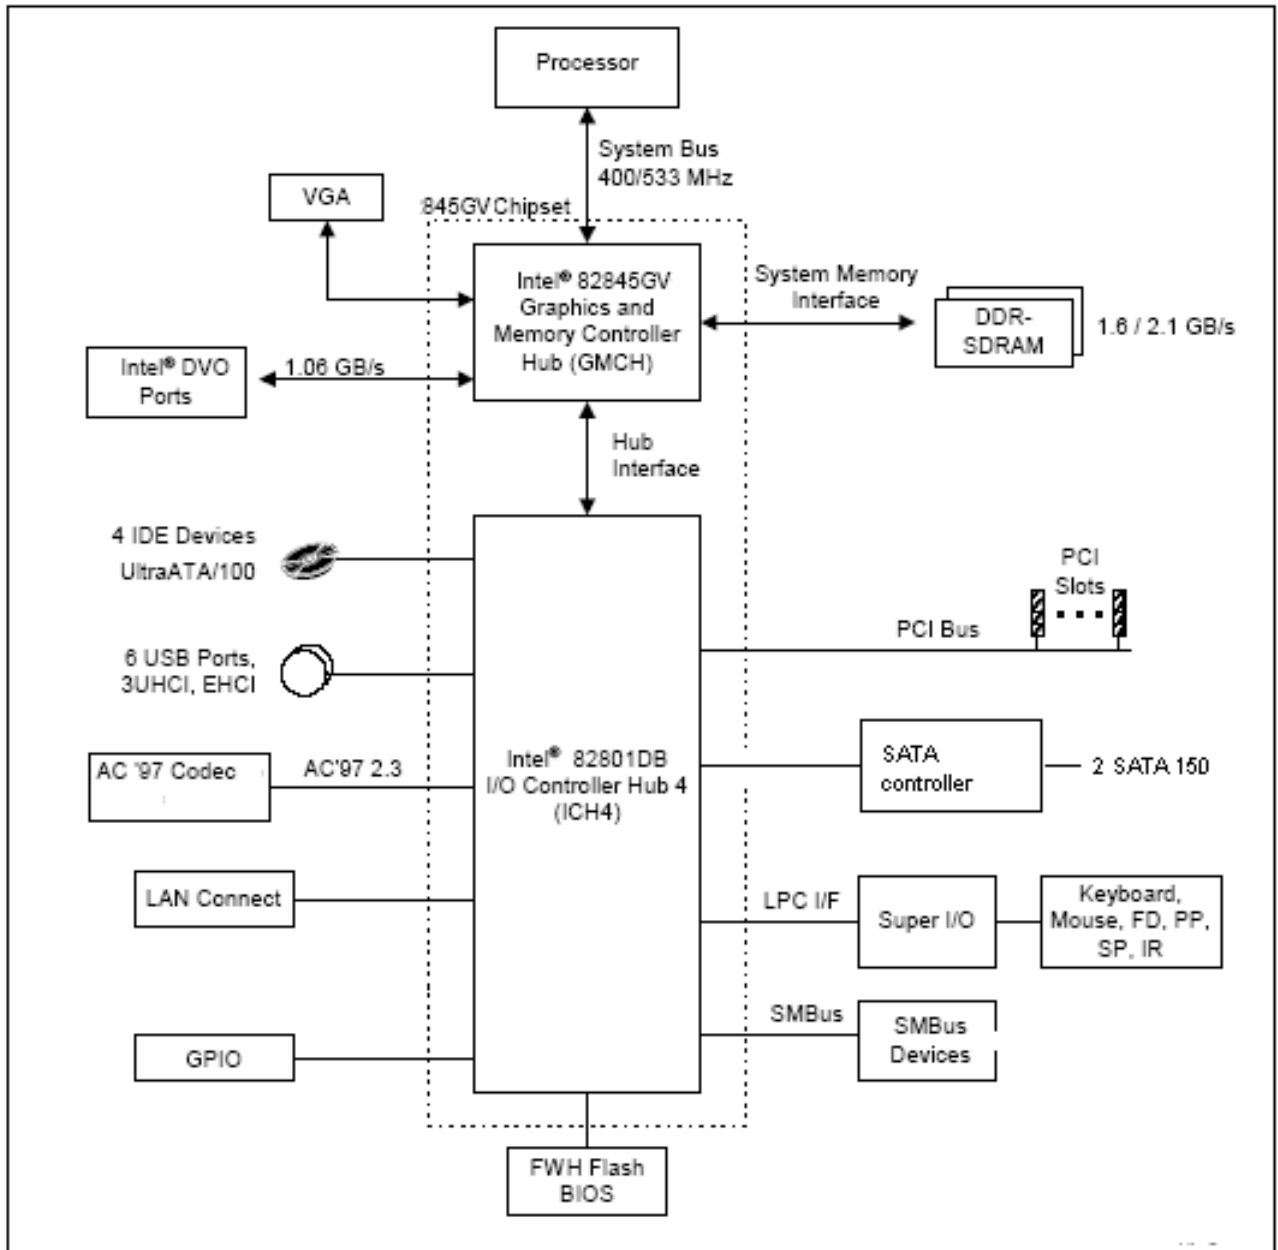 Processor
System Bus
400/533 MHz
VGA
845GV Chipset
Intel® 82845GV
Graphics and
Memory Controller
Hub (GMCH)
System Memory
Interface
DDR-
SDRAM
1.6 / 2.1 GB/s
Intel® DVO
Ports
1.06 GB/s
Hub
Interface
4 IDE Devices
UltraATA/100
PCI
Slots
PCI Bus
6 USB Ports,
3UHCI, EHCI
Intel® 82801DB
I/O Controller Hub 4
(ICH4)
SATA
controller
2 SATA 150
AC '97 Codec
AC'97 2.3
LAN Connect
LPC I/F
Super I/O
Keyboard,
Mouse, FD, PP,
SP, IR
SMBus
SMBus
Devices
GPIO
FWH Flash
BIOS